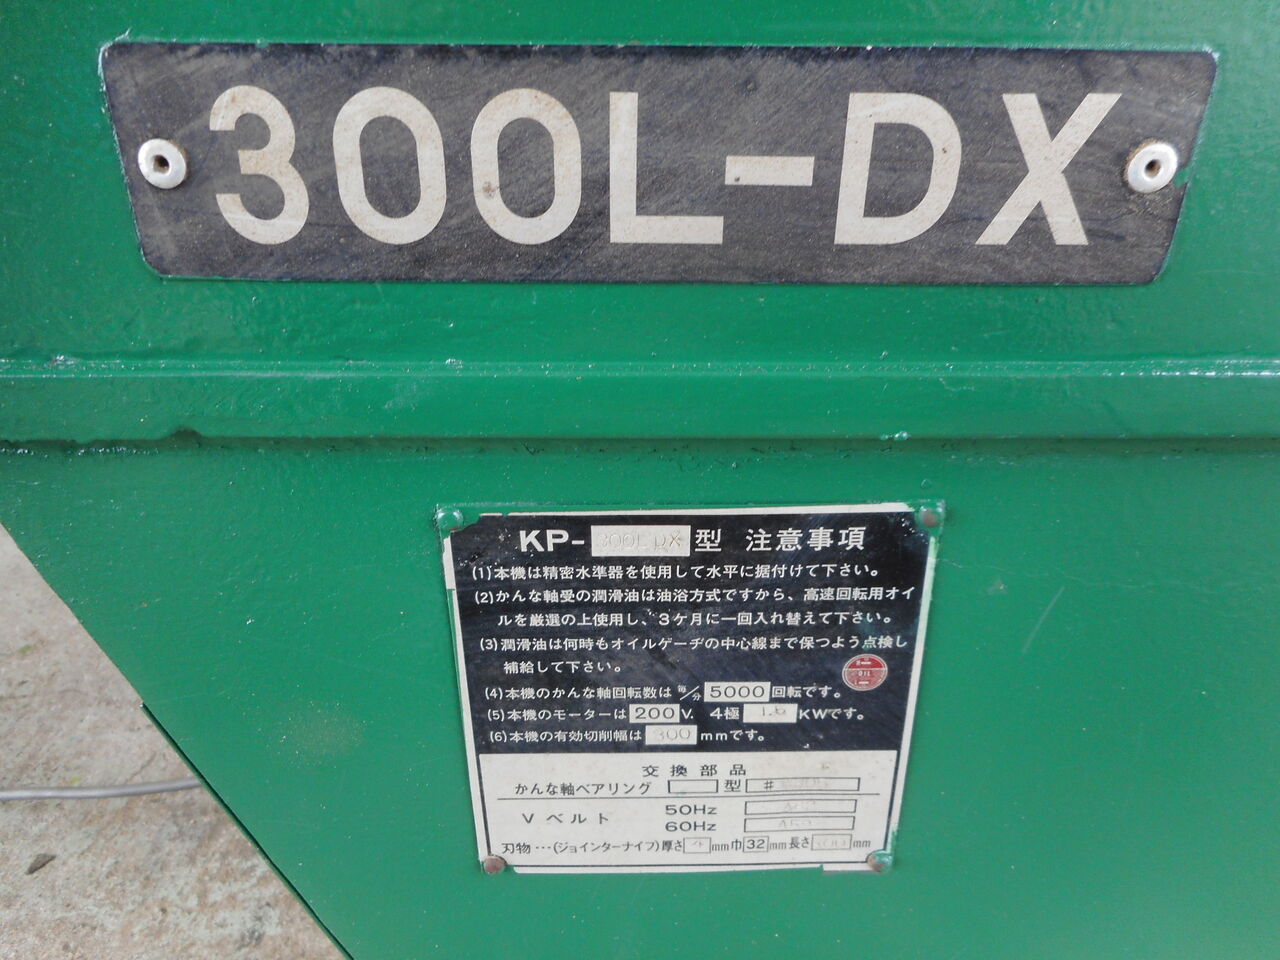 300L-DX
KP-300L DX型 注意事項
(1)本機は精密水準器を使用して水平に据付けて下さい。
(2)かんな軸受の潤滑油は油浴方式ですから、高速回転用オイ
ルを厳選の上使用し、3ケ月に一回入れ替えて下さい。
(3)潤滑油は何時もオイルゲーヂの中心線まで保つよう点検し
補給して下さい。
(4)本機のかんな軸回転数は毎/分5000回転です。
(5)本機のモーターは200V. 4極 KWです。
(6)本機の有効切削幅は300mmです。
交換部品
かんな軸ベアリング 型 #
Vベルト 50Hz
60Hz
刃物…(ジョインターナイフ)厚さ mm巾32mm長さ mm